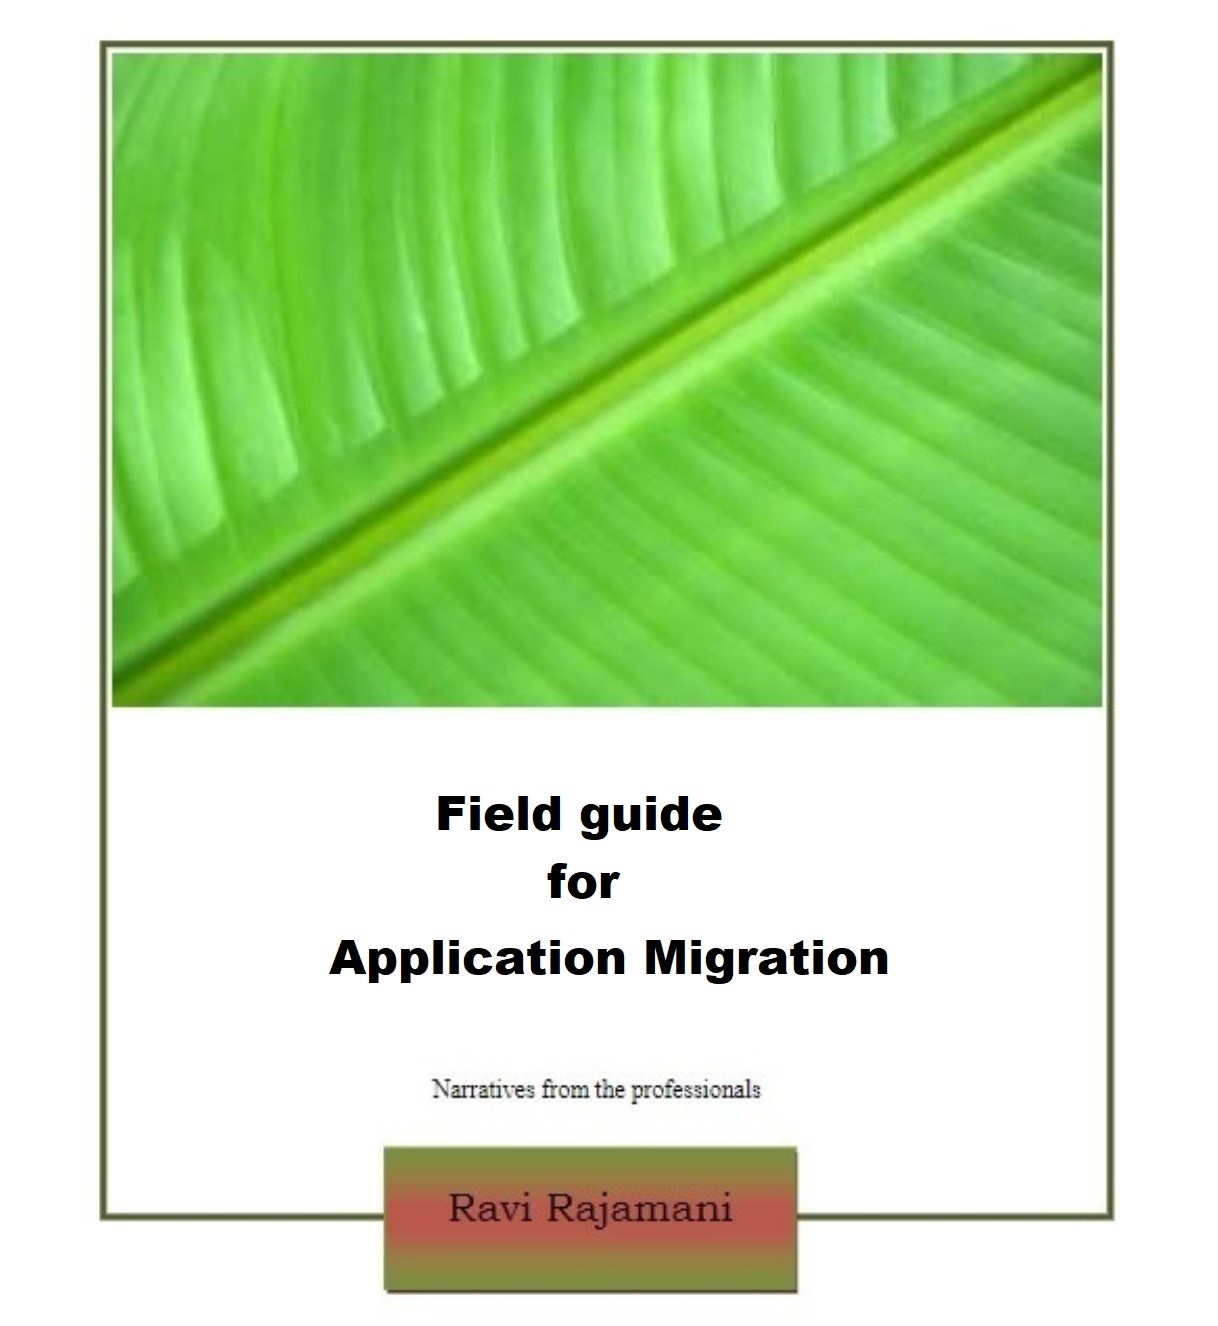 Field guide
for
Application Migration
Narratives from the professionals
Ravi Rajamani